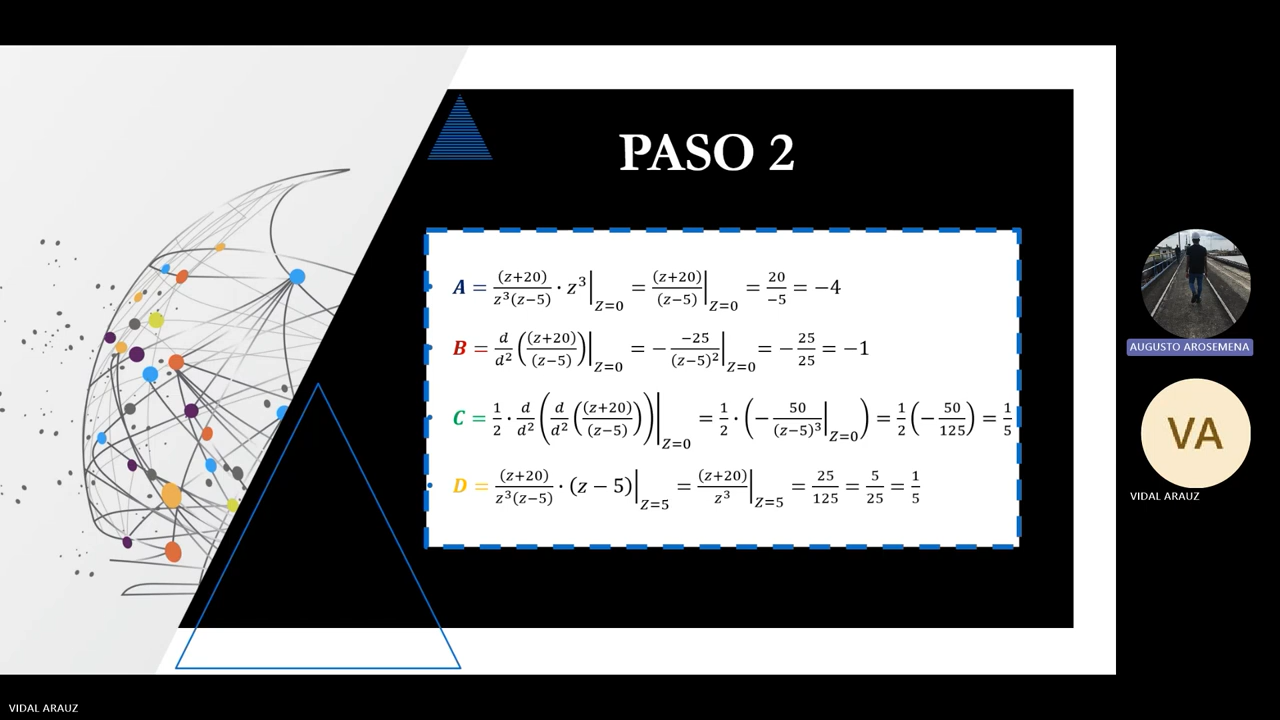 PASO 2
A = (z+20)/z³(z−5) · z³|z=0 = (z+20)/(z−5)|z=0 = 20/−5 = −4
B = d/d² ((z+20)/(z−5))|z=0 = − −25/(z−5)²|z=0 = − 25/25 = −1
C = 1/2 · d/d² (d/d² ((z+20)/(z−5)))|z=0 = 1/2 · (− 50/(z−5)³|z=0) = 1/2 (− 50/125) = 1/5
D = (z+20)/z³(z−5) · (z − 5)|z=5 = (z+20)/z³|z=5 = 25/125 = 5/25 = 1/5
AUGUSTO AROSEMENA
VA
VIDAL ARAUZ
VIDAL ARAUZ